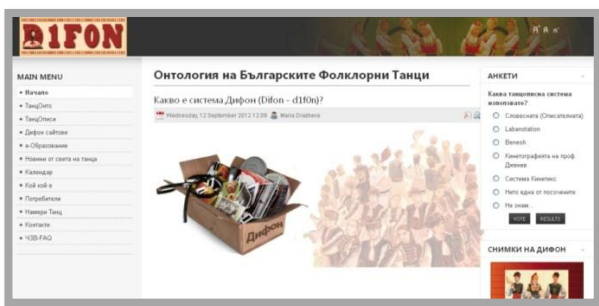 D1FON
MAIN MENU
Начало
ТанцОнто
ТанцОписи
Дифон сайтове
е-Образование
Новини от света на танца
Календар
Кой кой е
Потребители
Намери Танц
Контакти
ЧЗВ-FAQ
Онтология на Българските Фолклорни Танци
Какво е система Дифон (Difon - d1f0n)?
Wednesday, 12 September 2012 12:09 Maria Drazheva
Дифон
АНКЕТИ
Каква танцописна система
използвате?
Словесната (Описателната)
Labanotation
Benesh
Кинетографията на проф.
Дженев
Система Кинетикс
Нито една от посочените
Не знам...
VOTE RESULTS
СНИМКИ НА ДИФОН